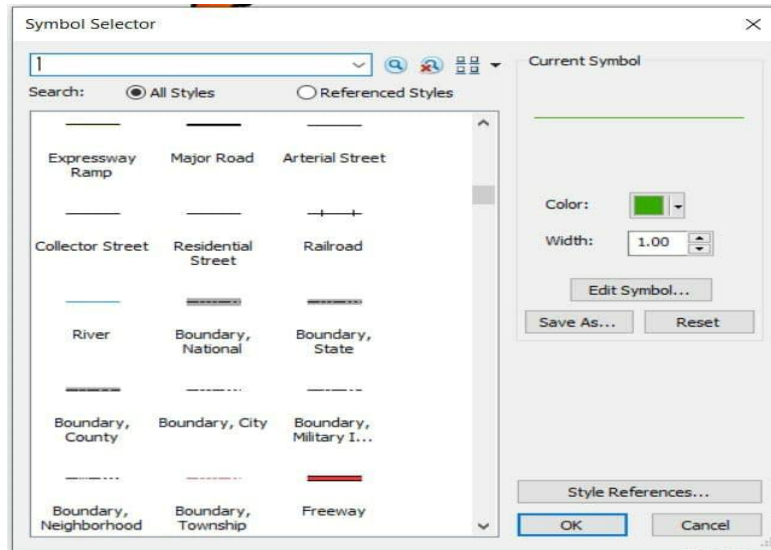 Symbol Selector
1
Search:
All Styles
Referenced Styles
Expressway
Ramp
Major Road
Arterial Street
Collector Street
Residential
Street
Railroad
River
Boundary,
National
Boundary,
State
Boundary,
County
Boundary, City
Boundary,
Military I...
Boundary,
Neighborhood
Boundary,
Township
Freeway
Current Symbol
Color:
Width:
1.00
Edit Symbol...
Save As...
Reset
Style References...
OK
Cancel